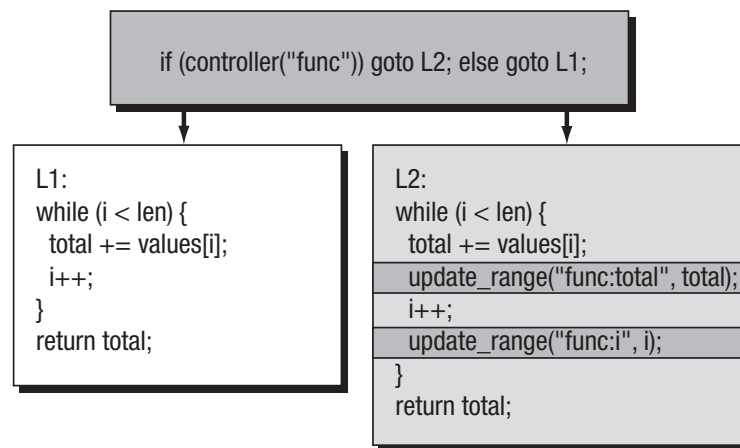 if (controller("func")) goto L2; else goto L1;
L1:
while (i < len) {
total += values[i];
i++;
}
return total;
L2:
while (i < len) {
total += values[i];
update_range("func:total", total);
i++;
update_range("func:i", i);
}
return total;